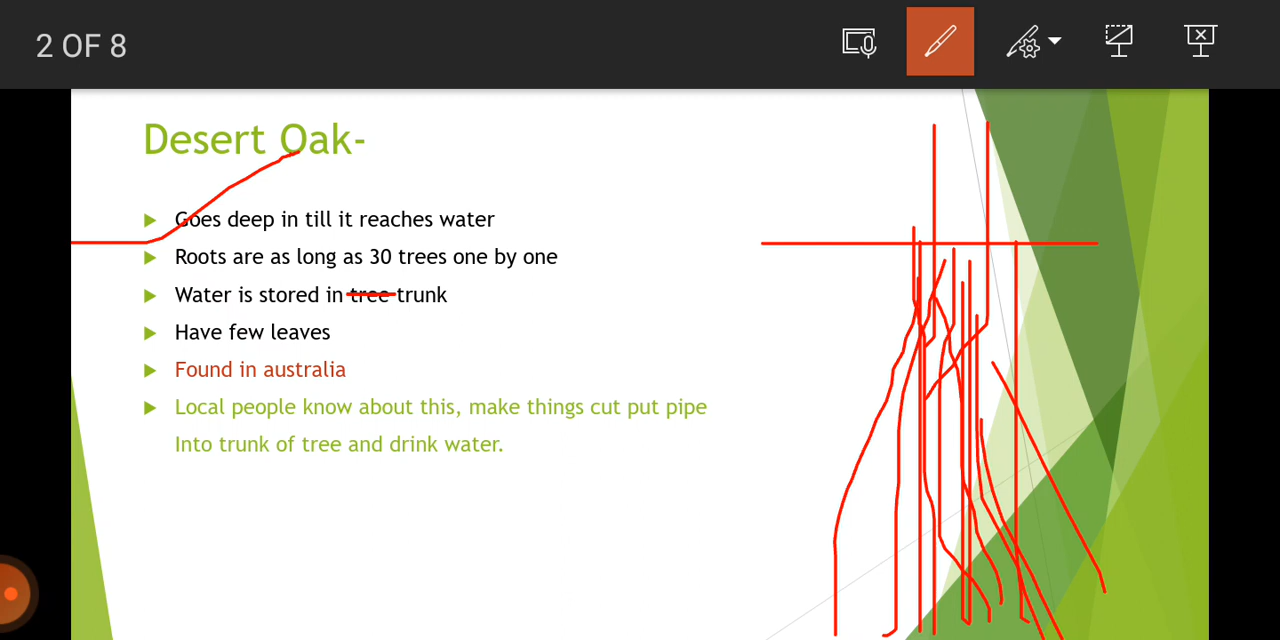 2 OF 8
Desert Oak-
Goes deep in till it reaches water
Roots are as long as 30 trees one by one
Water is stored in tree trunk
Have few leaves
Found in australia
Local people know about this, make things cut put pipe
Into trunk of tree and drink water.